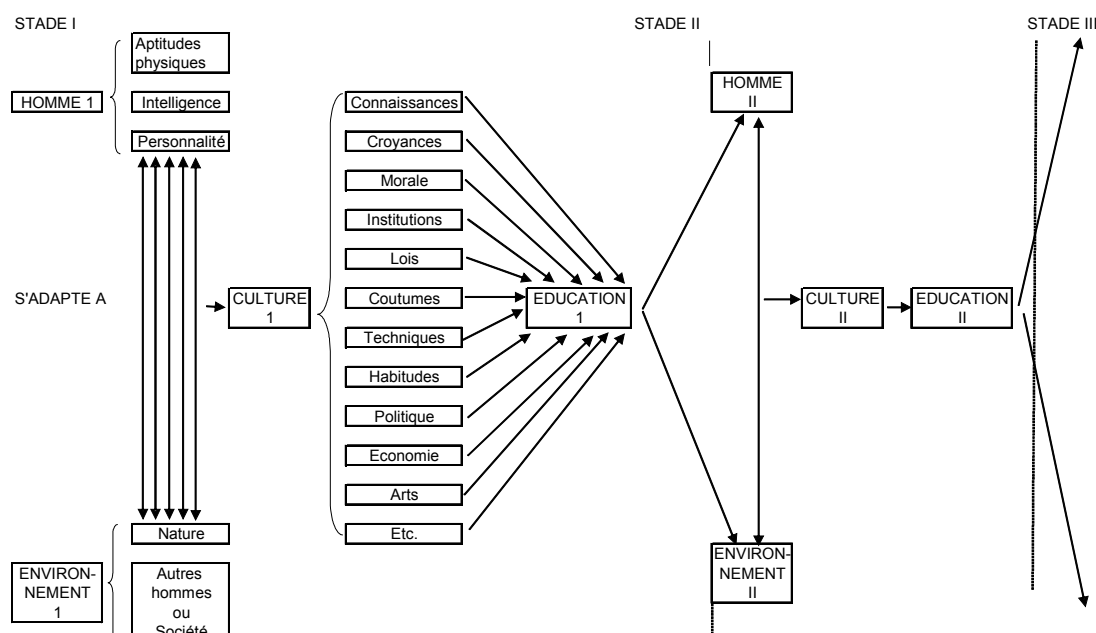 STADE I
STADE II
STADE III
Aptitudes
physiques
HOMME 1
Intelligence
Personnalité
S'ADAPTE A
Nature
ENVIRON-
NEMENT
1
Autres
hommes
ou
Société
CULTURE
1
Connaissances
Croyances
Morale
Institutions
Lois
Coutumes
Techniques
Habitudes
Politique
Economie
Arts
Etc.
EDUCATION
1
HOMME
II
ENVIRON-
NEMENT
II
CULTURE
II
EDUCATION
II